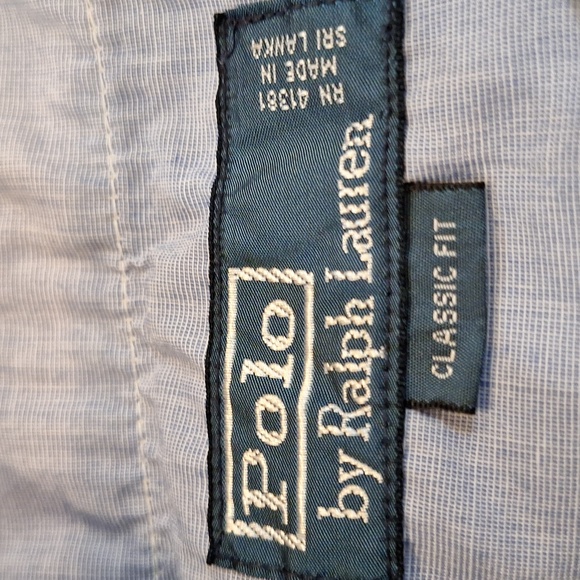 Polo
by Ralph Lauren
RN 41381
MADE IN
SRI LANKA
CLASSIC FIT